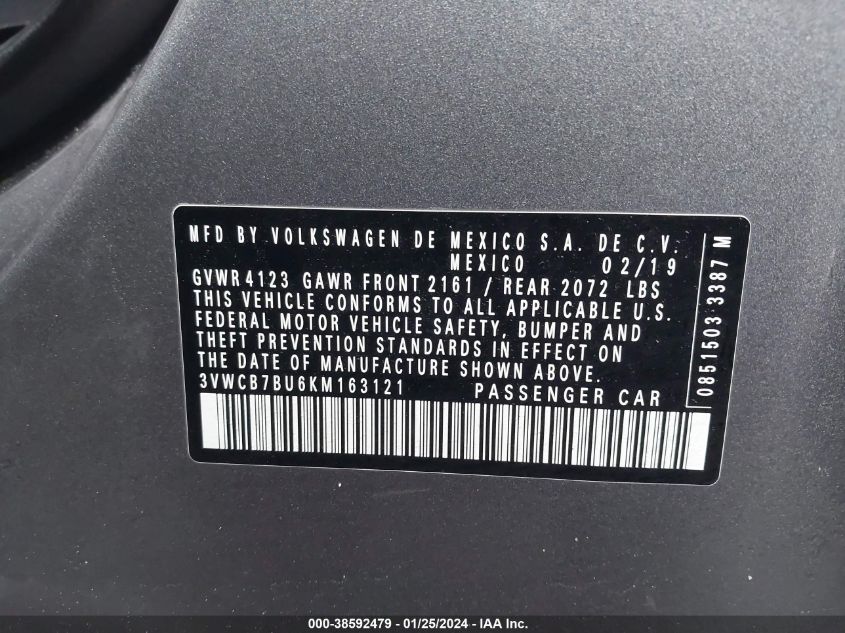 MFD BY VOLKSWAGEN DE MEXICO S.A. DE C.V.
MEXICO 02/19
GVWR 4123 GAWR FRONT 2161 / REAR 2072 LBS
THIS VEHICLE CONFORMS TO ALL APPLICABLE U.S.
FEDERAL MOTOR VEHICLE SAFETY, BUMPER AND
THEFT PREVENTION STANDARDS IN EFFECT ON
THE DATE OF MANUFACTURE SHOWN ABOVE.
3VWCB7BU6KM163121 PASSENGER CAR
0851503 3387 M
000-38592479 - 01/25/2024 - IAA Inc.